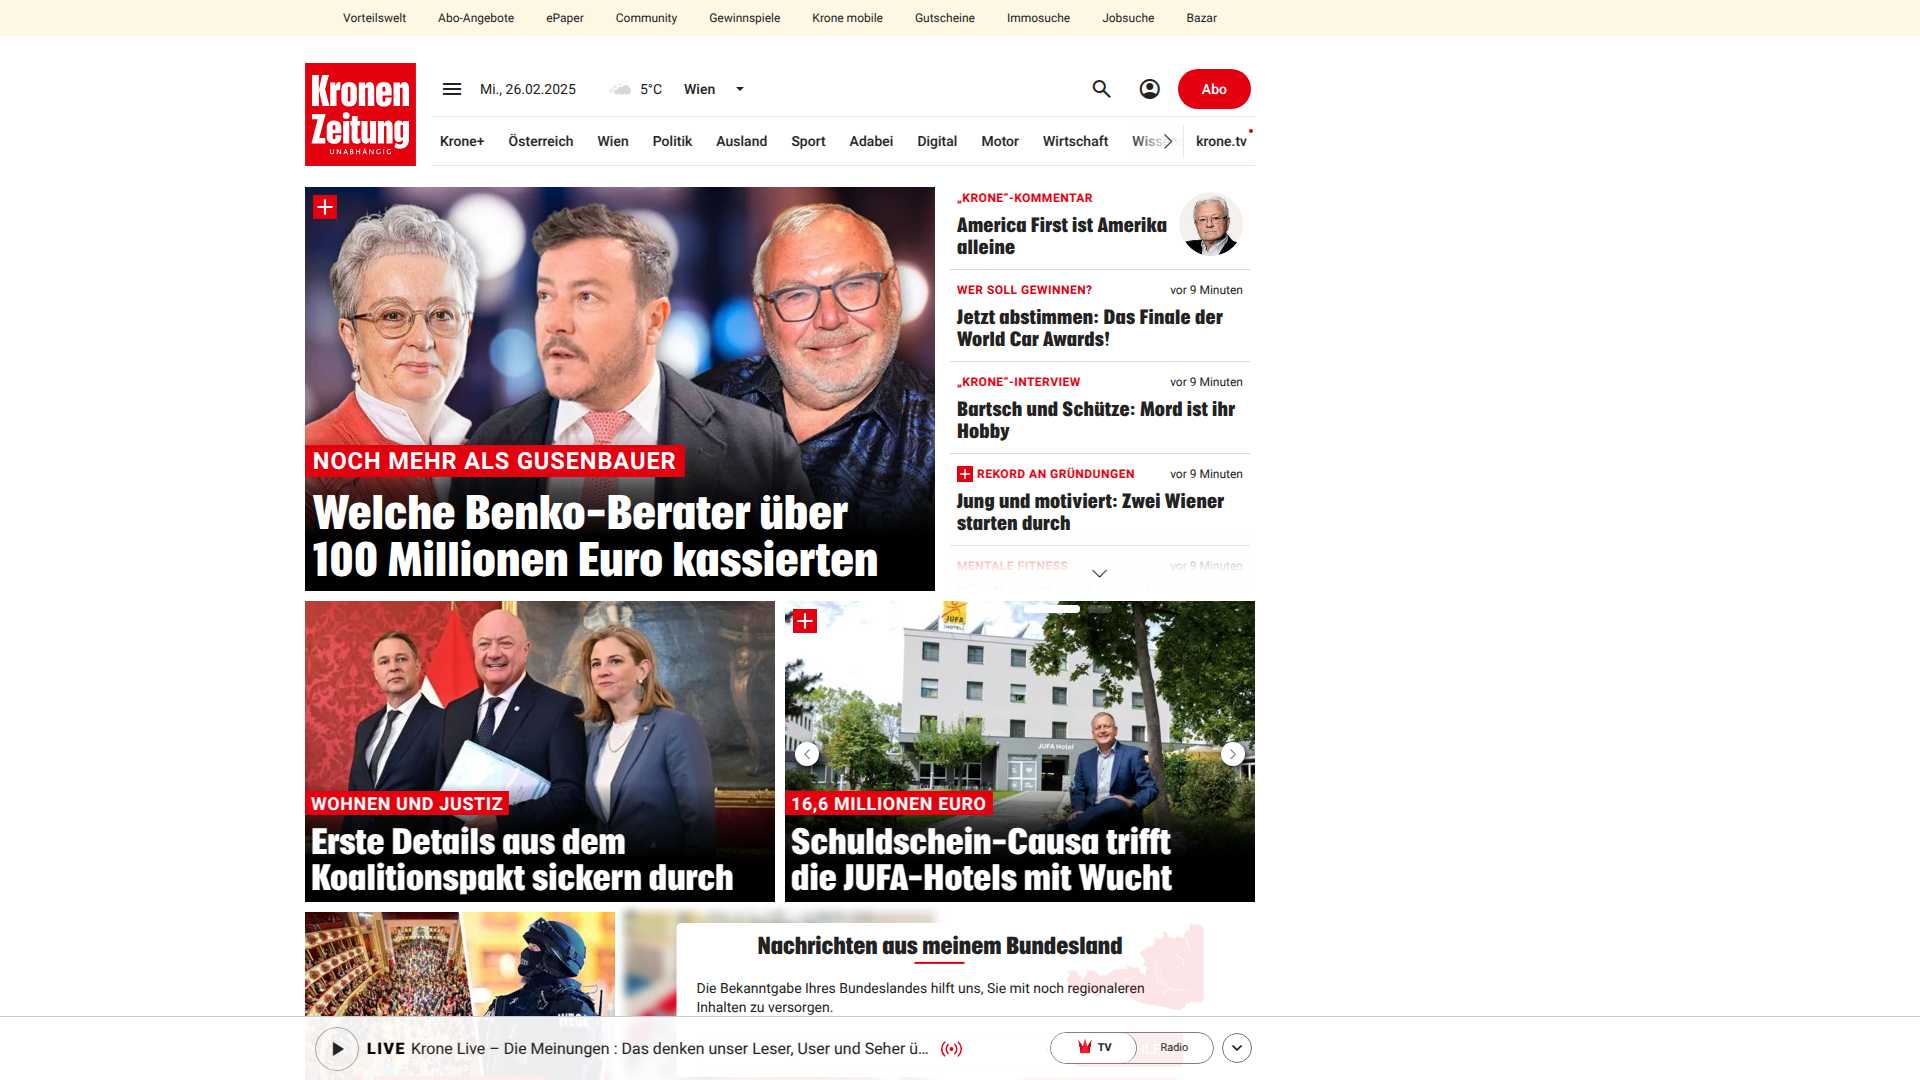 Vorteilswelt Abo-Angebote ePaper Community Gewinnspiele Krone mobile Gutscheine Immosuche Jobsuche Bazar
Kronen
Zeitung
UNABHÄNGIG
Mi., 26.02.2025 5°C Wien
Abo
Krone+ Österreich Wien Politik Ausland Sport Adabei Digital Motor Wirtschaft krone.tv
NOCH MEHR ALS GUSENBAUER
Welche Benko-Berater über
100 Millionen Euro kassierten
„KRONE“-KOMMENTAR
America First ist Amerika
alleine
WER SOLL GEWINNEN? vor 9 Minuten
Jetzt abstimmen: Das Finale der
World Car Awards!
„KRONE“-INTERVIEW vor 9 Minuten
Bartsch und Schütze: Mord ist ihr
Hobby
REKORD AN GRÜNDUNGEN vor 9 Minuten
Jung und motiviert: Zwei Wiener
starten durch
MENTALE FITNESS vor 9 Minuten
WOHNEN UND JUSTIZ
Erste Details aus dem
Koalitionspakt sickern durch
JUFA
HOTEL
JUFA Hotel
16,6 MILLIONEN EURO
Schuldschein-Causa trifft
die JUFA-Hotels mit Wucht
Nachrichten aus meinem Bundesland
Die Bekanntgabe Ihres Bundeslandes hilft uns, Sie mit noch regionaleren
Inhalten zu versorgen.
LIVE Krone Live – Die Meinungen : Das denken unser Leser, User und Seher ü...
TV
Radio